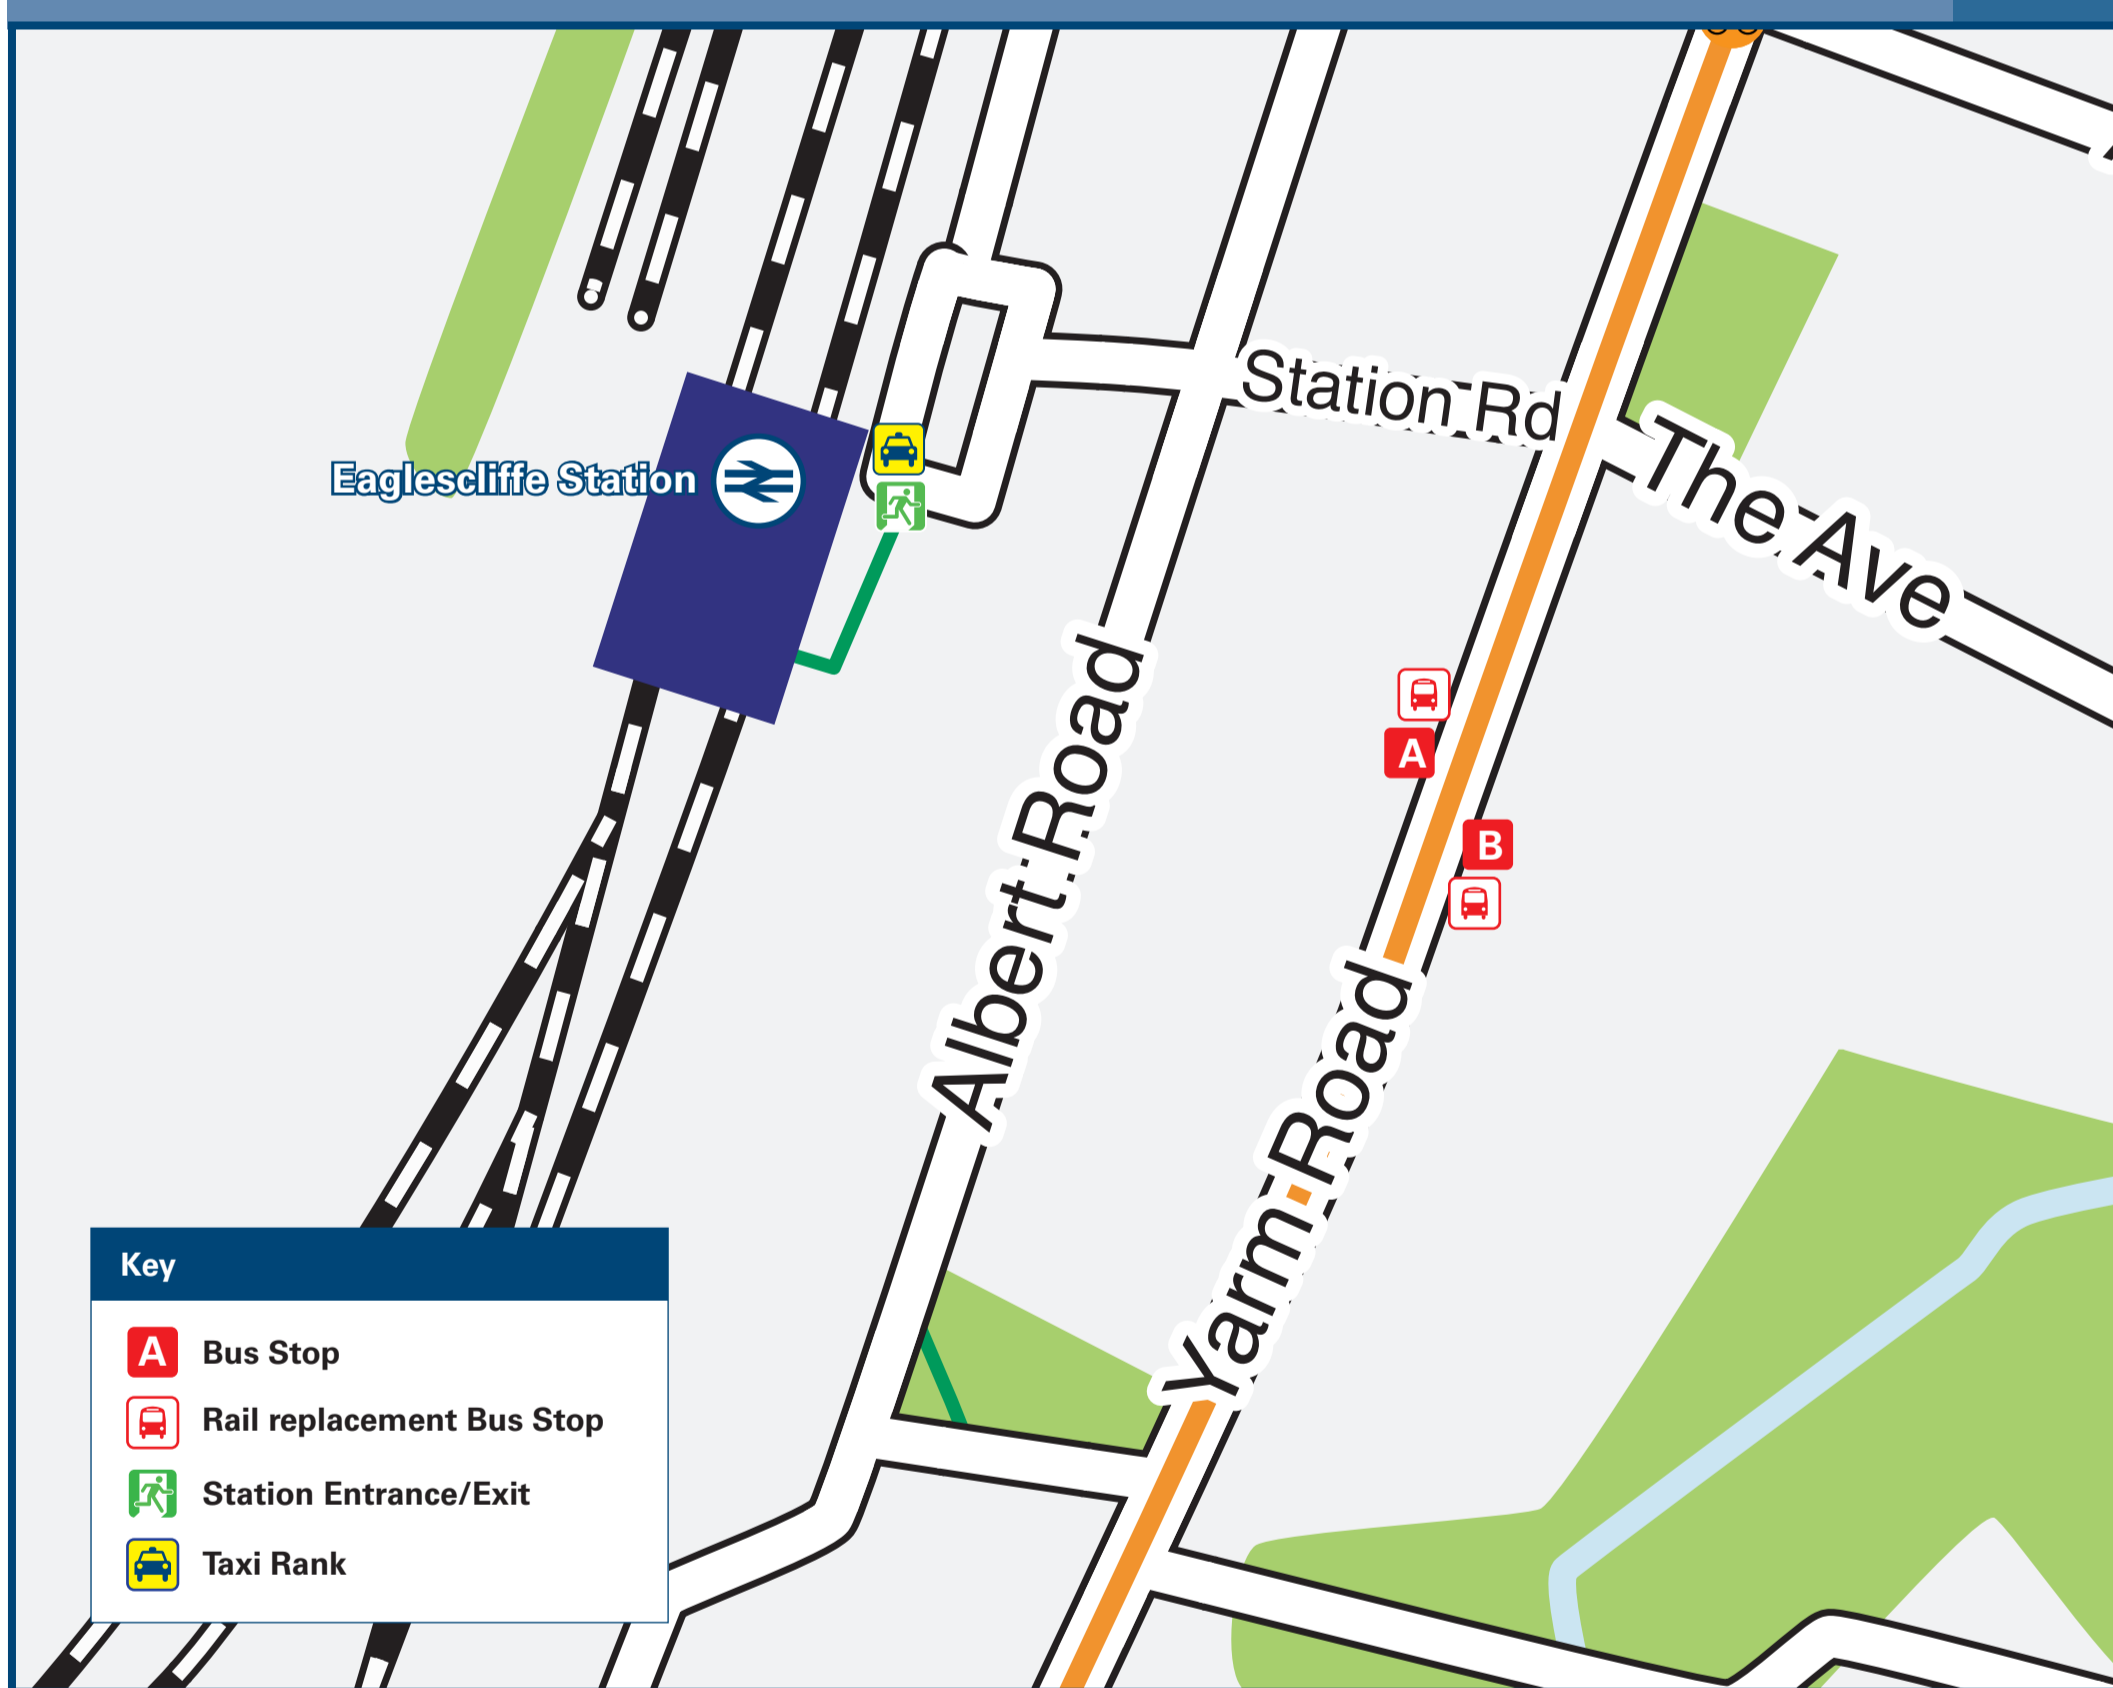 Station Rd
The Ave
Eaglescliffe Station
A
B
Albert Road
Yarm Road
Key
A Bus Stop
Rail replacement Bus Stop
Station Entrance/Exit
Taxi Rank